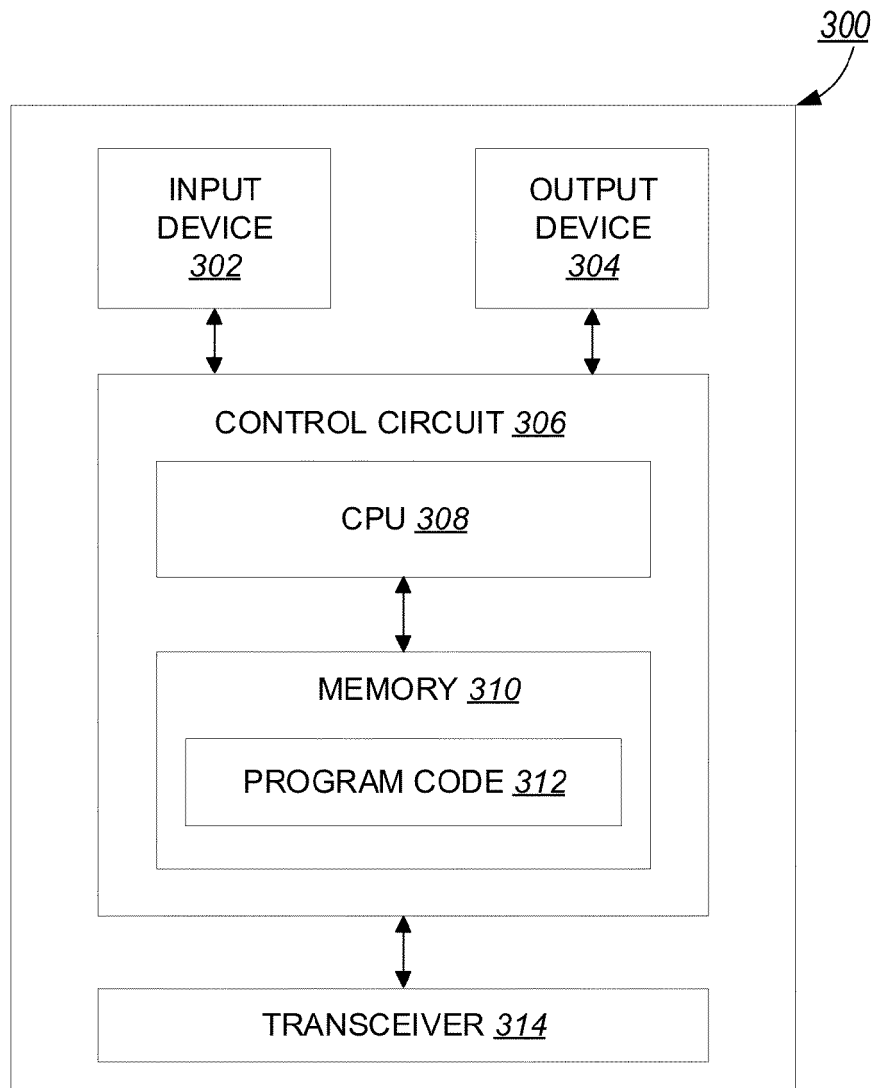 300
INPUT
DEVICE
302
OUTPUT
DEVICE
304
CONTROL CIRCUIT 306
CPU 308
MEMORY 310
PROGRAM CODE 312
TRANSCEIVER 314